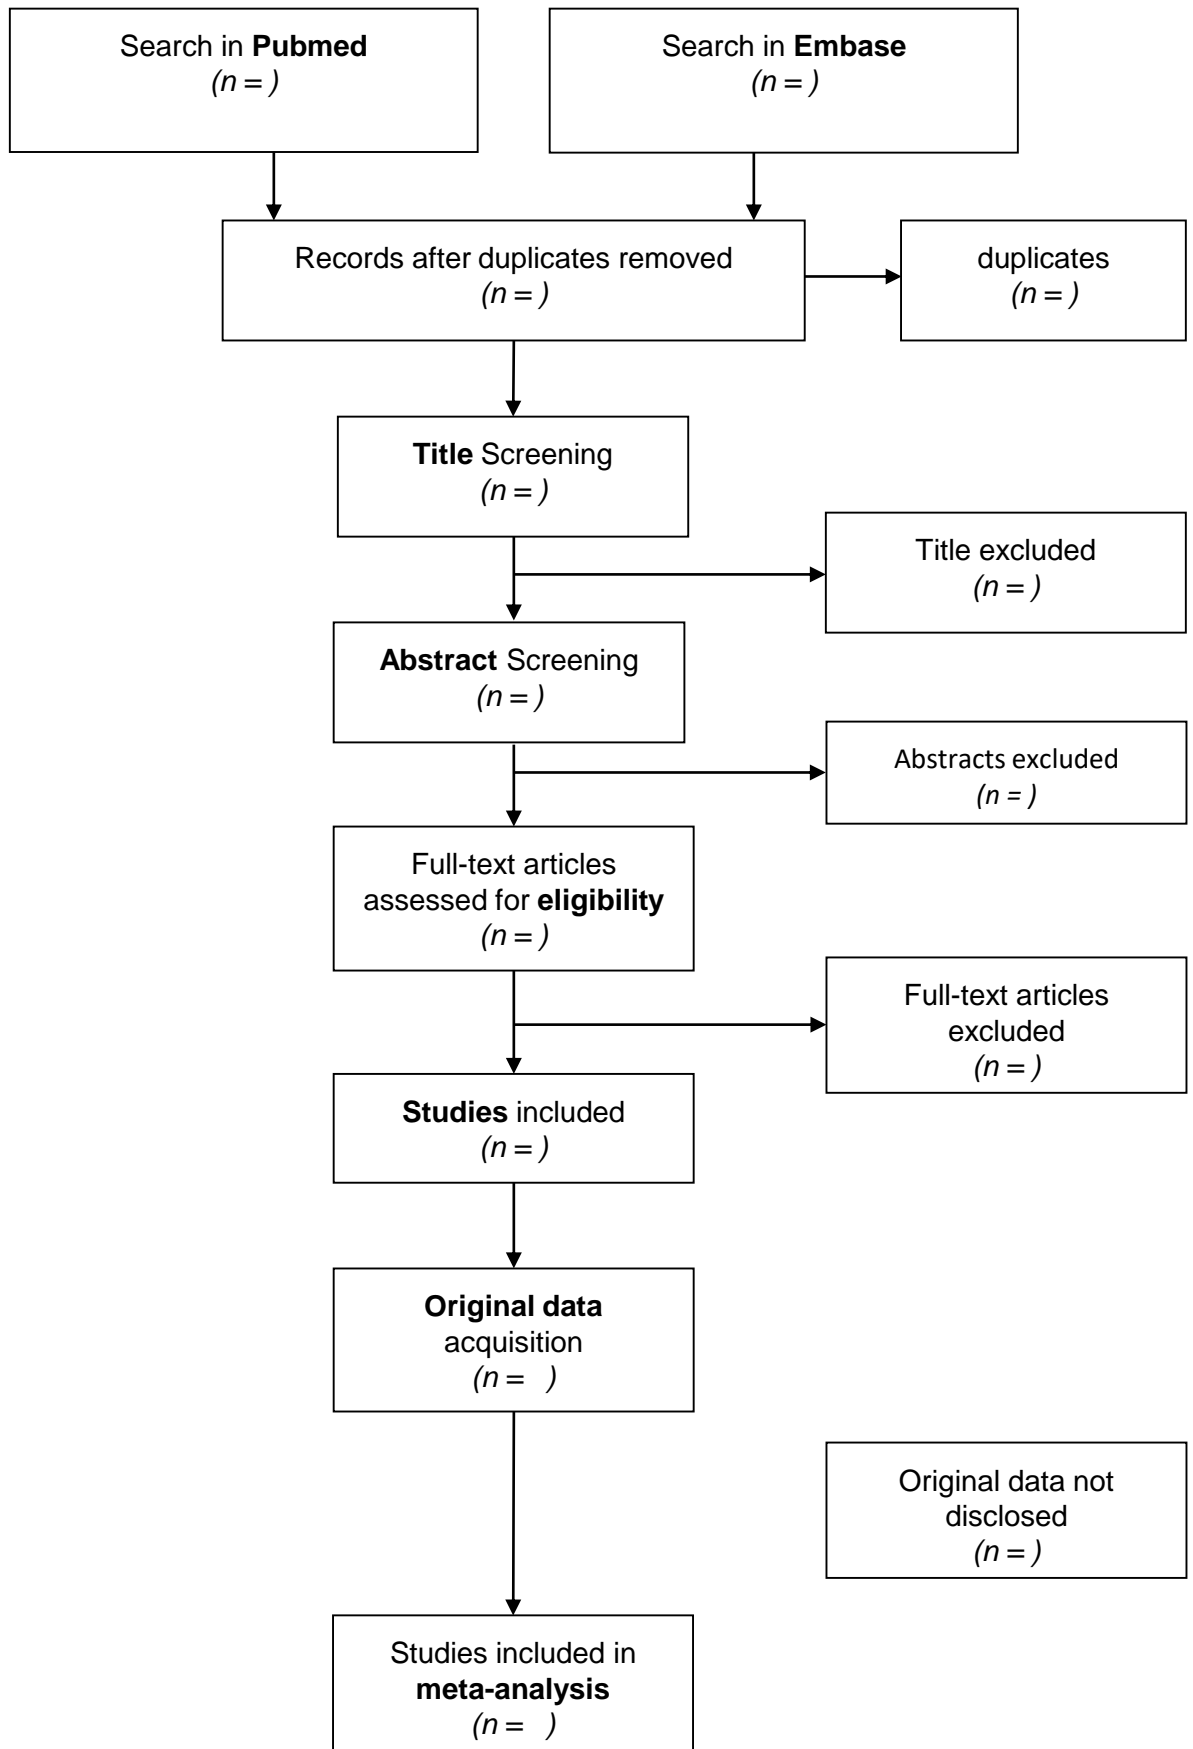 Search in Pubmed
(n = )
Search in Embase
(n = )
Records after duplicates removed
(n = )
duplicates
(n = )
Title Screening
(n = )
Title excluded
(n = )
Abstract Screening
(n = )
Abstracts excluded
(n = )
Full-text articles
assessed for eligibility
(n = )
Full-text articles
excluded
(n = )
Studies included
(n = )
Original data
acquisition
(n = )
Original data not
disclosed
(n = )
Studies included in
meta-analysis
(n = )